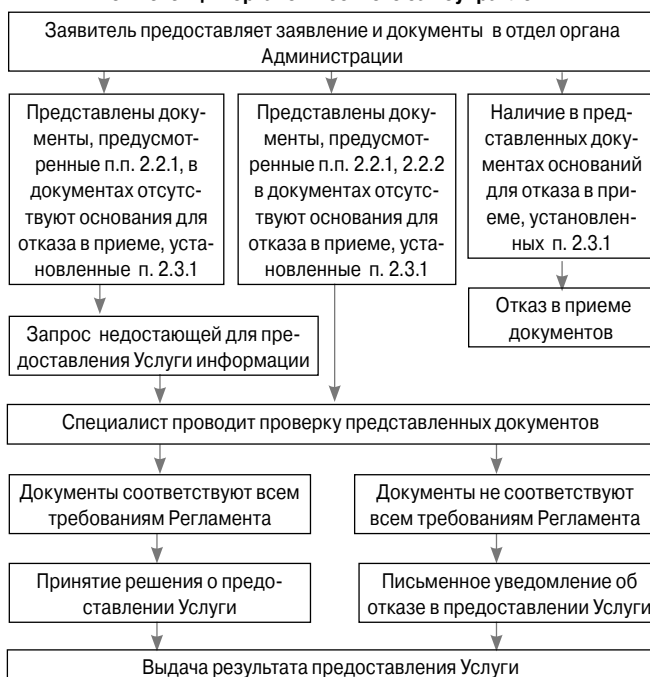 Заявитель предоставляет заявление и документы в отдел органа
Администрации
Представлены доку-
менты, предусмот-
ренные п.п. 2.2.1, в
документах отсутс-
твуют основания для
отказа в приеме, уста-
новленные п. 2.3.1
Представлены доку-
менты, предусмот-
ренные п.п. 2.2.1, 2.2.2
в документах отсутс-
твуют основания для
отказа в приеме, уста-
новленные п. 2.3.1
Наличие в пред-
ставленных доку-
ментах оснований
для отказа в при-
еме, установлен-
ных п. 2.3.1
Отказ в приеме
документов
Запрос недостающей для пре-
доставления Услуги информации
Специалист проводит проверку представленных документов
Документы соответствуют всем
требованиям Регламента
Документы не соответствуют
всем требованиям Регламента
Принятие решения о предо-
ставлении Услуги
Письменное уведомление об
отказе в предоставлении Услуги
Выдача результата предоставления Услуги